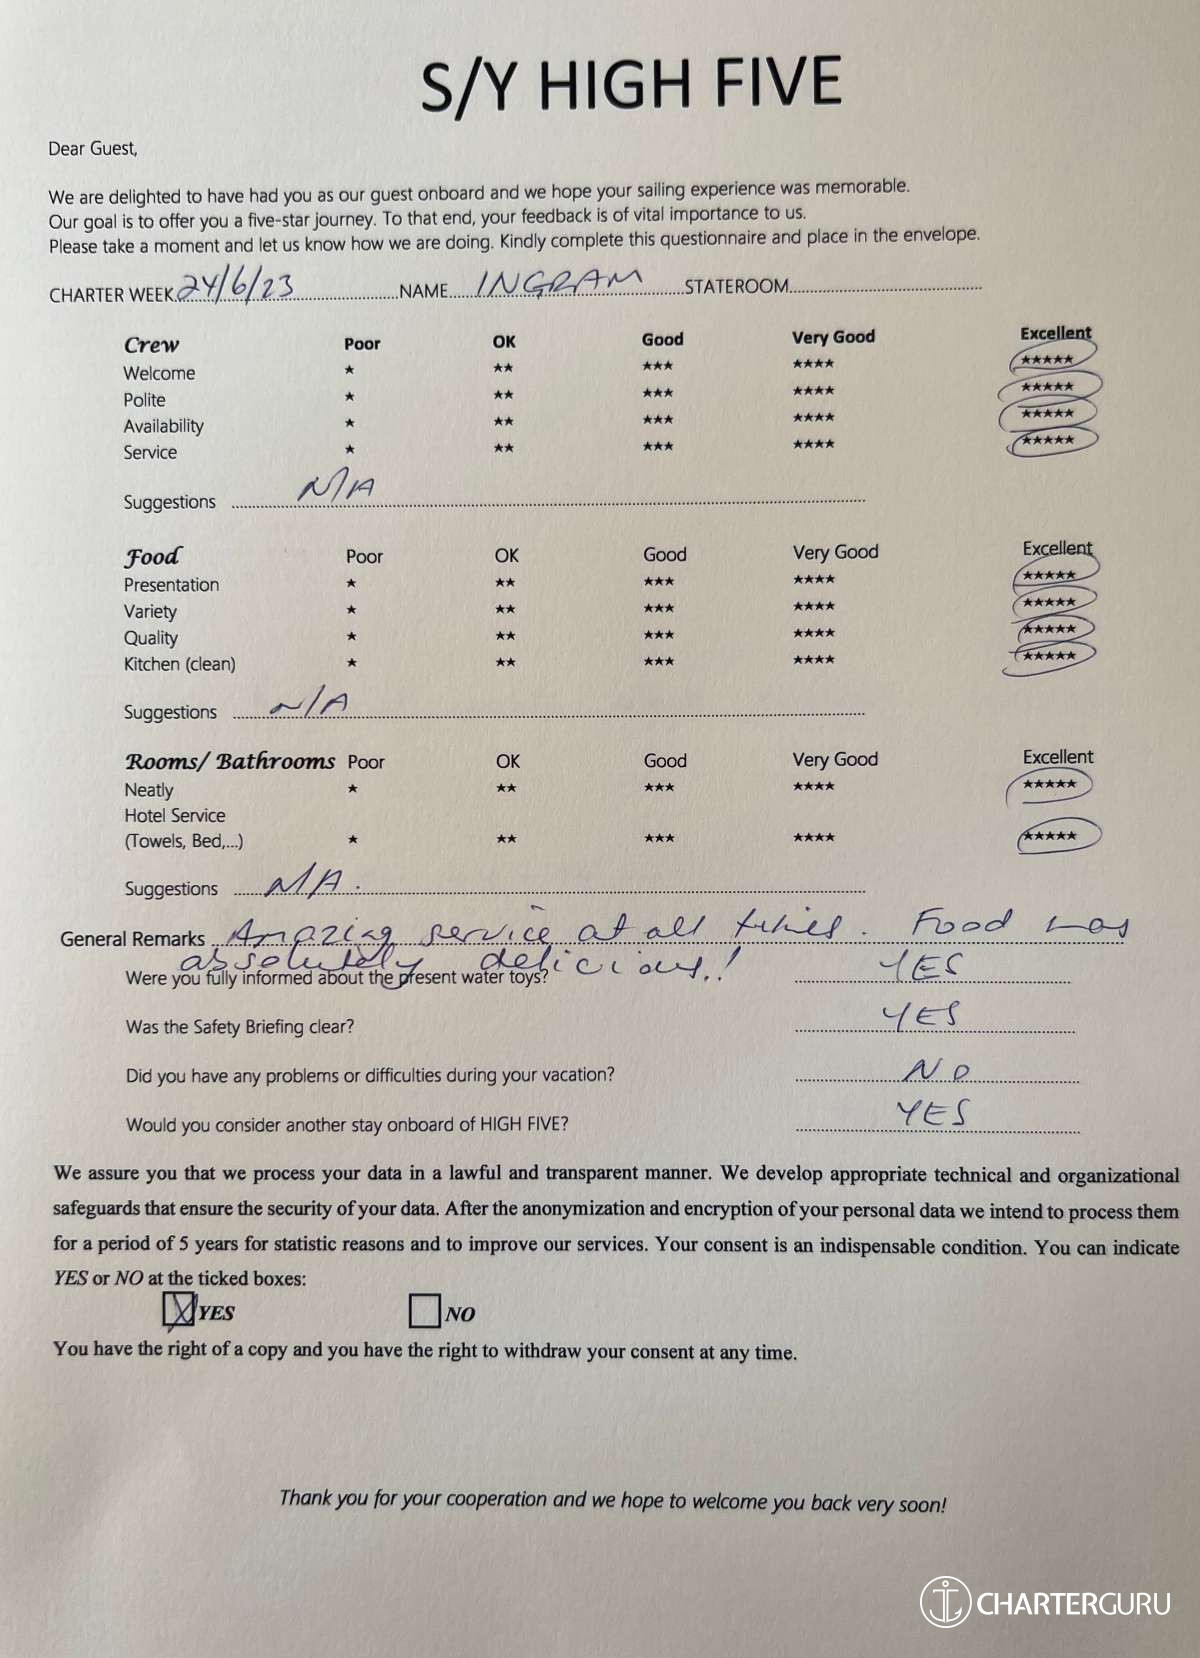 S/Y HIGH FIVE
Dear Guest,
We are delighted to have had you as our guest onboard and we hope your sailing experience was memorable.
Our goal is to offer you a five-star journey. To that end, your feedback is of vital importance to us.
Please take a moment and let us know how we are doing. Kindly complete this questionnaire and place in the envelope.
CHARTER WEEK 24/6/23 NAME INGRAM STATEROOM
Crew Poor OK Good Very Good Excellent
Welcome ★ ★★ ★★★ ★★★★ ★★★★★
Polite ★ ★★ ★★★ ★★★★ ★★★★★
Availability ★ ★★ ★★★ ★★★★ ★★★★★
Service ★ ★★ ★★★ ★★★★ ★★★★★
Suggestions N/A
Food Poor OK Good Very Good Excellent
Presentation ★ ★★ ★★★ ★★★★ ★★★★★
Variety ★ ★★ ★★★ ★★★★ ★★★★★
Quality ★ ★★ ★★★ ★★★★ ★★★★★
Kitchen (clean) ★ ★★ ★★★ ★★★★ ★★★★★
Suggestions N/A
Rooms/ Bathrooms Poor OK Good Very Good Excellent
Neatly ★ ★★ ★★★ ★★★★ ★★★★★
Hotel Service
(Towels, Bed,...) ★ ★★ ★★★ ★★★★ ★★★★★
Suggestions N/A.
General Remarks Amazing service at all times. Food was
absolutely delicious.!
Were you fully informed about the present water toys? YES
Was the Safety Briefing clear? YES
Did you have any problems or difficulties during your vacation? NO
Would you consider another stay onboard of HIGH FIVE? YES
We assure you that we process your data in a lawful and transparent manner. We develop appropriate technical and organizational
safeguards that ensure the security of your data. After the anonymization and encryption of your personal data we intend to process them
for a period of 5 years for statistic reasons and to improve our services. Your consent is an indispensable condition. You can indicate
YES or NO at the ticked boxes:
X YES NO
You have the right of a copy and you have the right to withdraw your consent at any time.
Thank you for your cooperation and we hope to welcome you back very soon!
CHARTERGURU